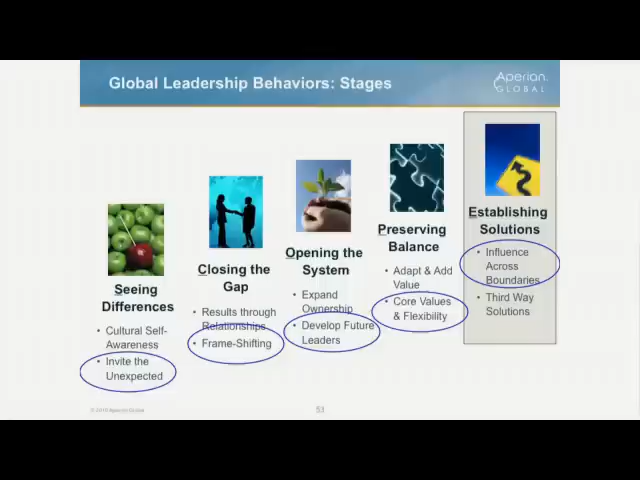 Global Leadership Behaviors: Stages
Aperian
GLOBAL
Seeing
Differences
• Cultural Self-
Awareness
• Invite the
Unexpected
Closing the
Gap
• Results through
Relationships
• Frame-Shifting
Opening the
System
• Expand
Ownership
• Develop Future
Leaders
Preserving
Balance
• Adapt & Add
Value
• Core Values
& Flexibility
Establishing
Solutions
• Influence
Across
Boundaries
• Third Way
Solutions
53